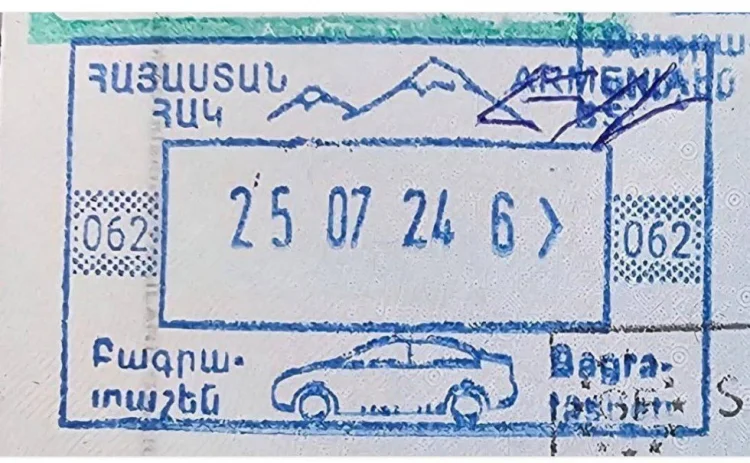 ՀԱՅԱՍՏԱՆ ARMENIA
ՀԱԿ
25 07 24 6 >
062 062
Բագրա- Bagra-
տաշեն